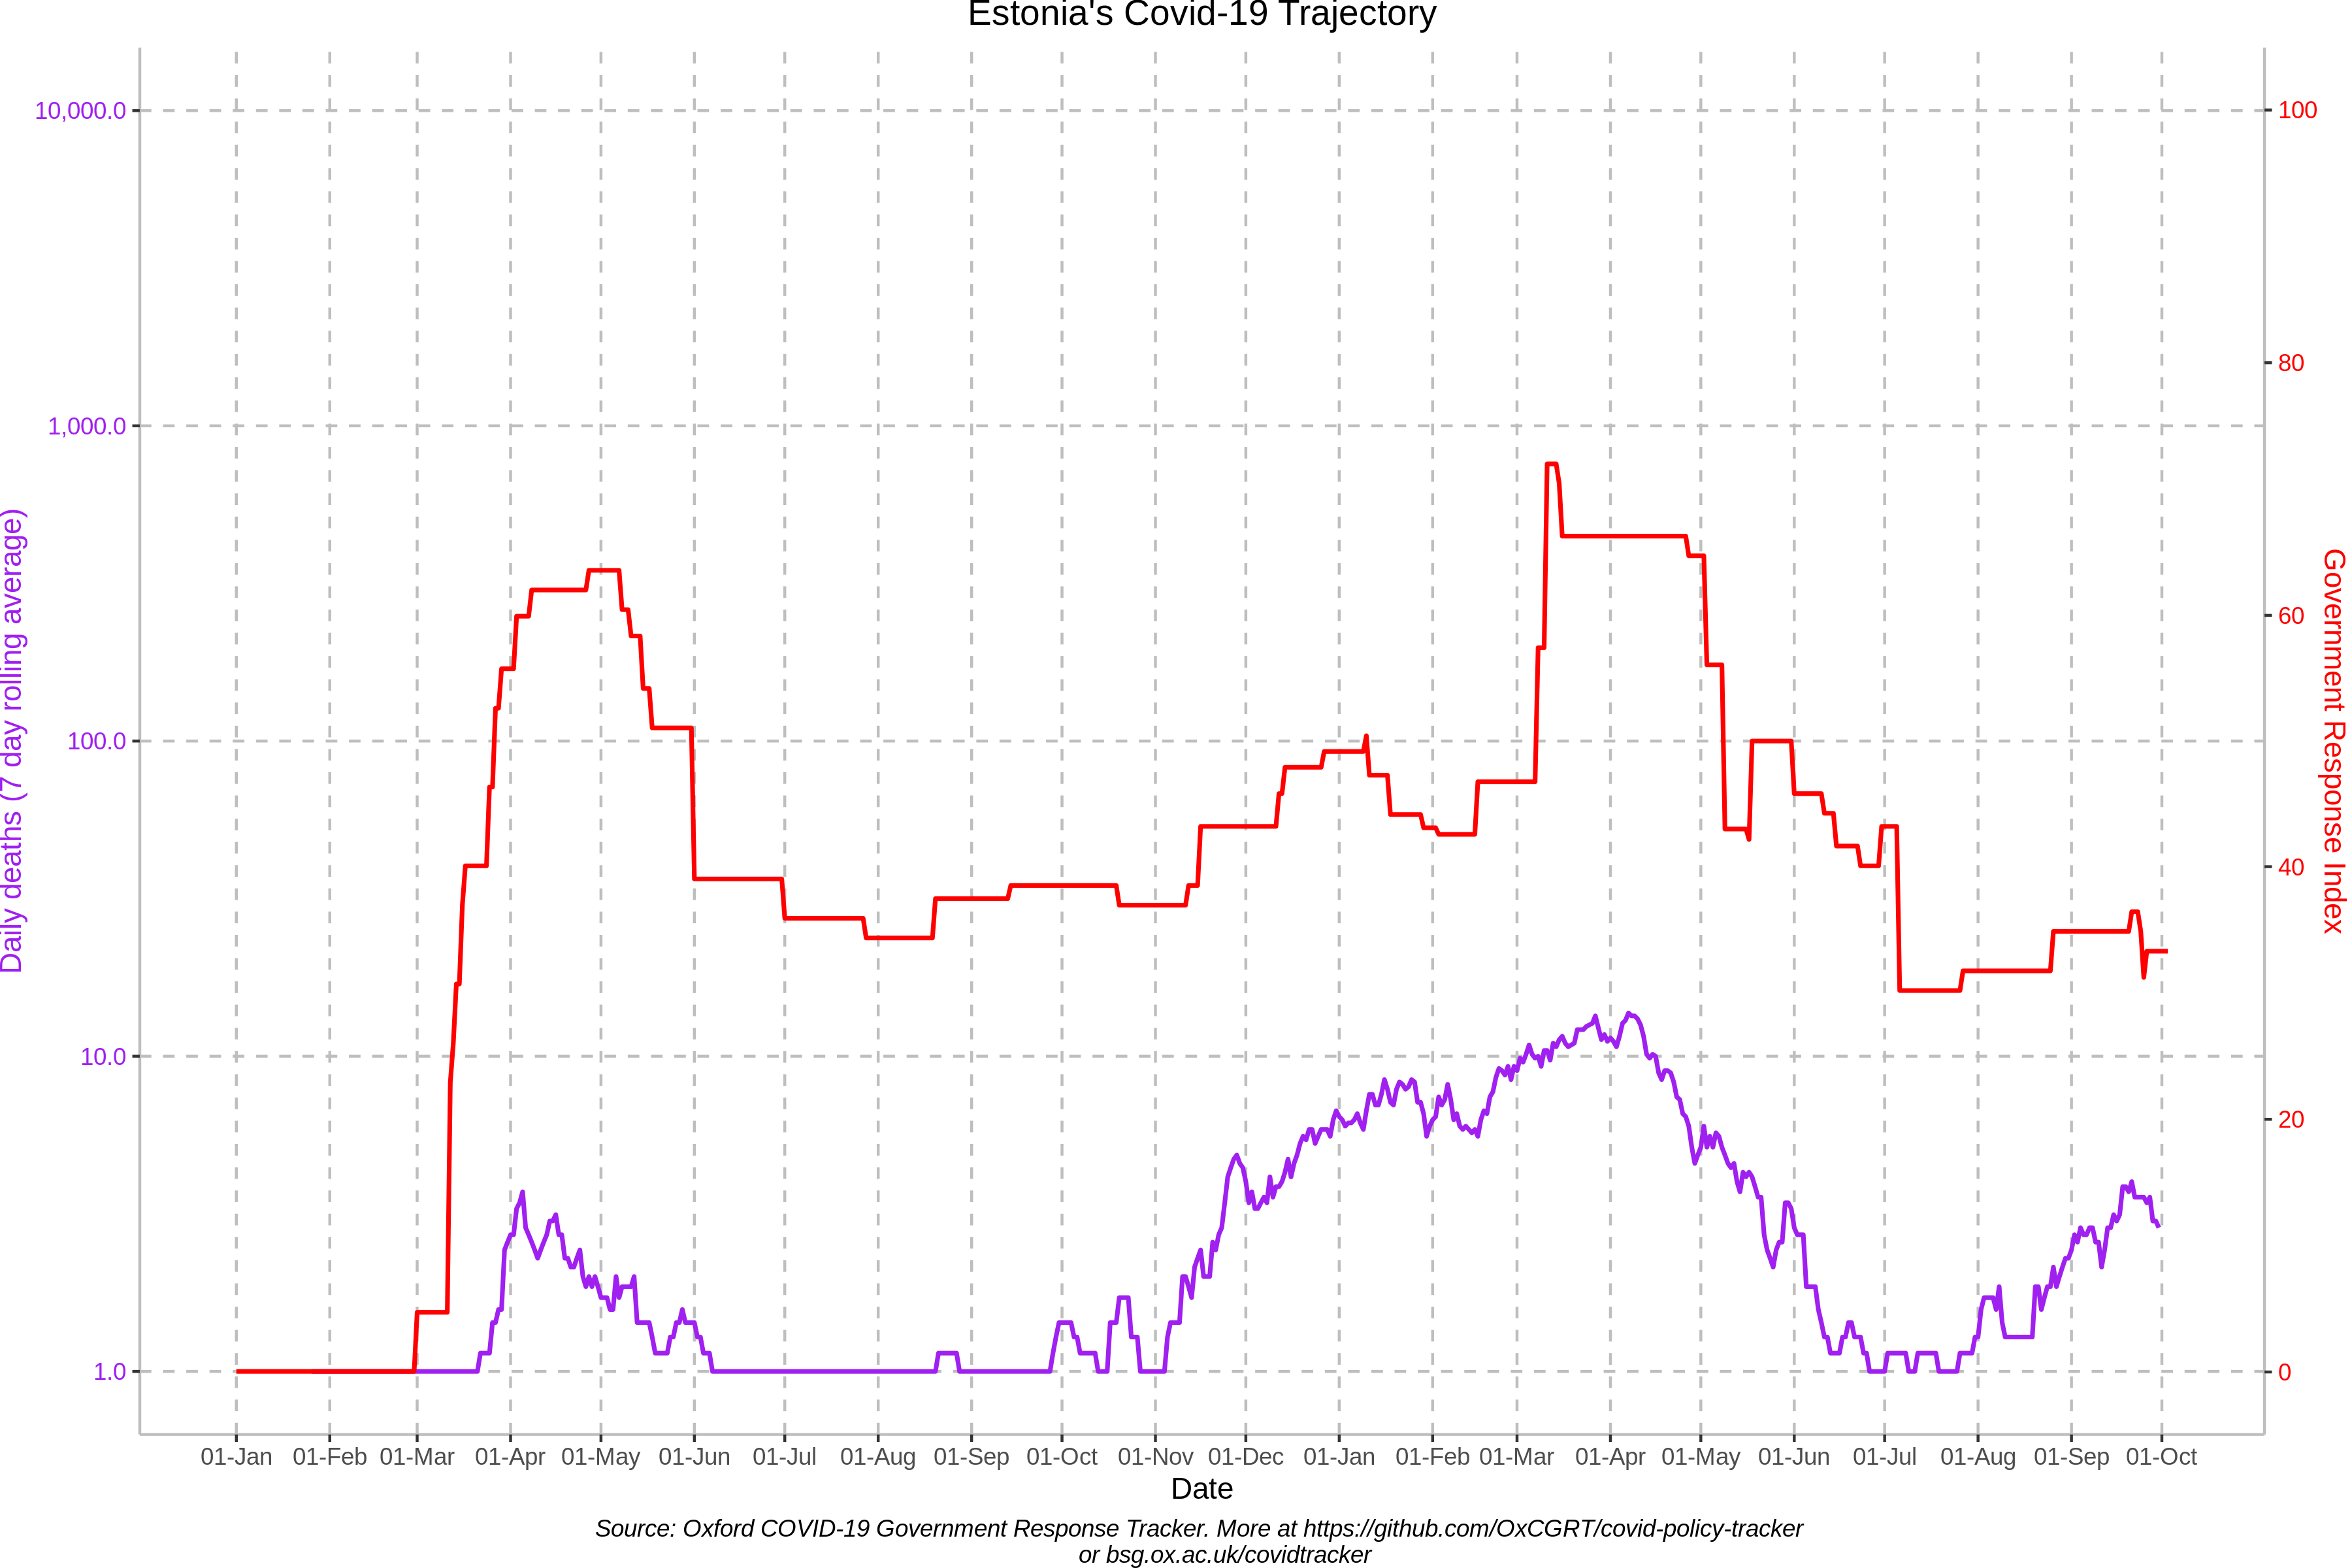 Estonia's Covid-19 Trajectory
10,000.0
1,000.0
100.0
10.0
1.0
Daily deaths (7 day rolling average)
100
80
60
40
20
0
Government Response Index
01-Jan 01-Feb 01-Mar 01-Apr 01-May 01-Jun 01-Jul 01-Aug 01-Sep 01-Oct 01-Nov 01-Dec 01-Jan 01-Feb 01-Mar 01-Apr 01-May 01-Jun 01-Jul 01-Aug 01-Sep 01-Oct
Date
Source: Oxford COVID-19 Government Response Tracker. More at https://github.com/OxCGRT/covid-policy-tracker
or bsg.ox.ac.uk/covidtracker